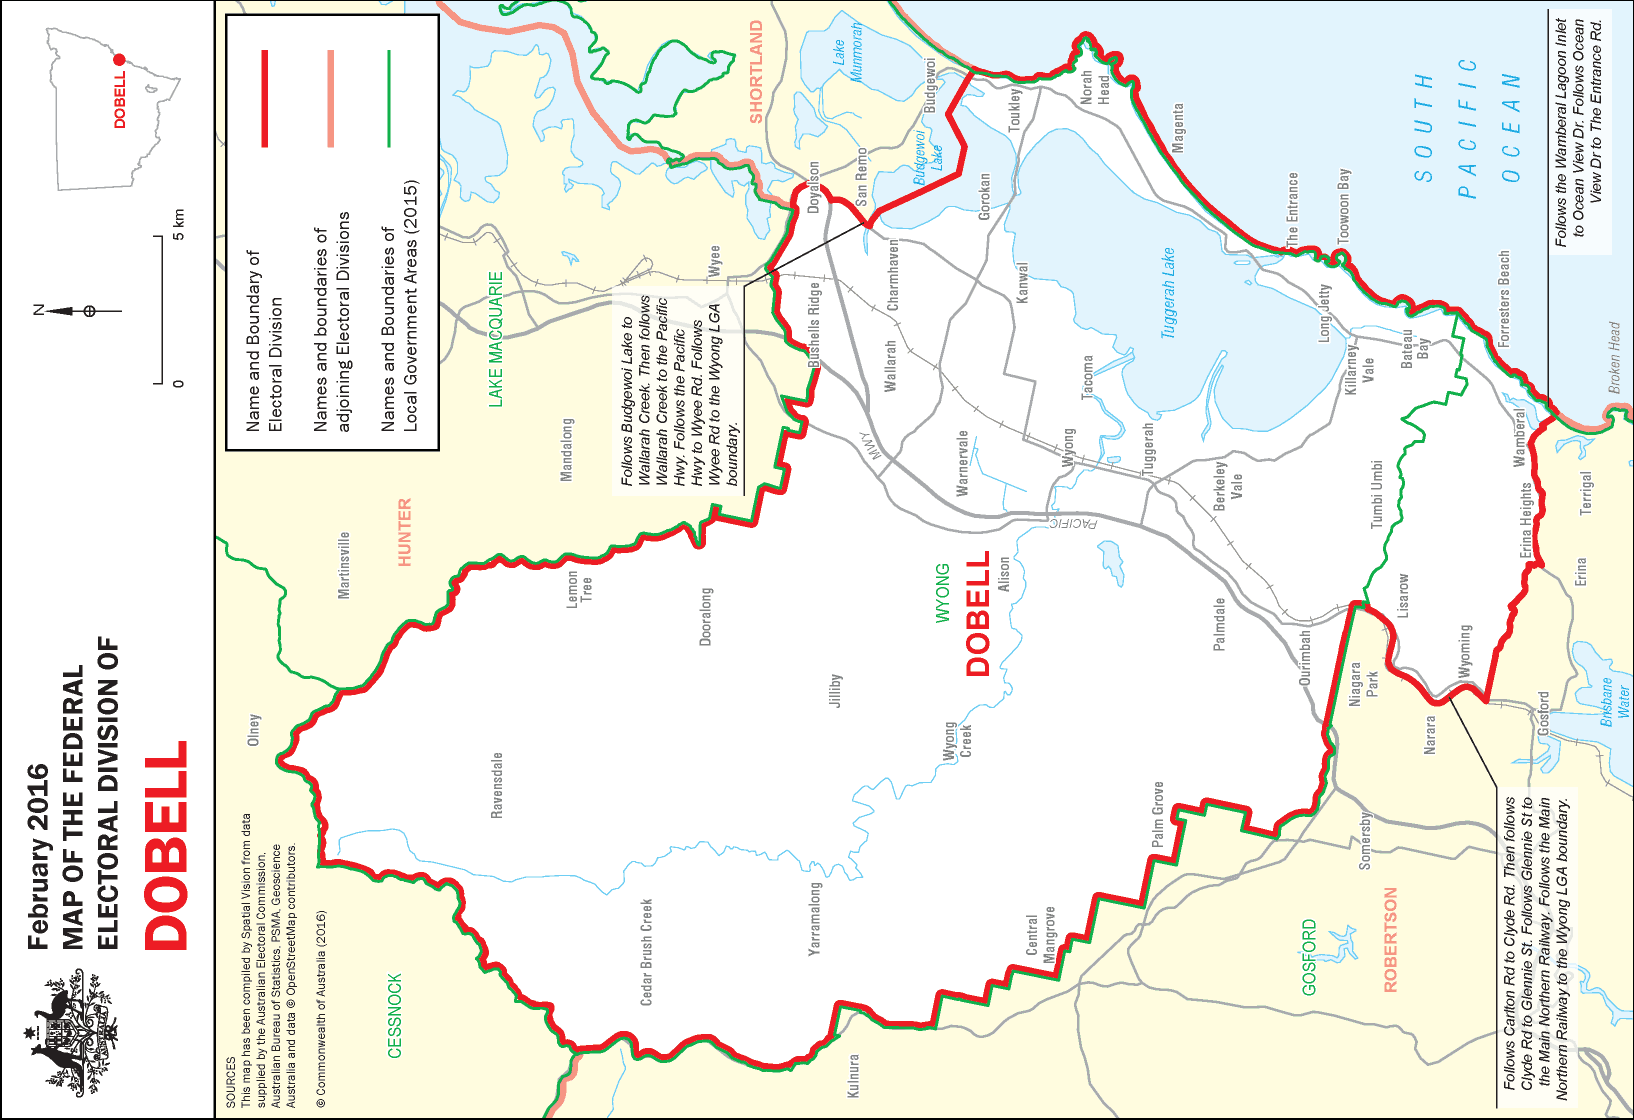 February 2016
MAP OF THE FEDERAL
ELECTORAL DIVISION OF
DOBELL
AUSTRALIA
N
0
5 km
DOBELL
Name and Boundary of
Electoral Division
Names and boundaries of
adjoining Electoral Divisions
Names and Boundaries of
Local Government Areas (2015)
SOURCES
This map has been compiled by Spatial Vision from data
supplied by the Australian Electoral Commission,
Australian Bureau of Statistics, PSMA, Geoscience
Australia and data © OpenStreetMap contributors.
© Commonwealth of Australia (2016)
Olney
Martinsville
HUNTER
CESSNOCK
LAKE MACQUARIE
Mandalong
Ravensdale
Lemon
Tree
Cedar Brush Creek
Follows Budgewoi Lake to
Wallarah Creek. Then follows
Wallarah Creek to the Pacific
Hwy. Follows the Pacific
Hwy to Wyee Rd. Follows
Wyee Rd to the Wyong LGA
boundary.
Dooralong
Wyee
SHORTLAND
Yarramalong
Jilliby
Bushells Ridge
Doyalson
Lake
Munmorah
Kulnura
MWY
Wallarah
Charmhaven
San Remo
Budgewoi
Budgewoi
Lake
WYONG
DOBELL
Wyong
Creek
Warnervale
Gorokan
Alison
Toukley
Kanwal
Central
Mangrove
PACIFIC
Wyong
Tacoma
Norah
Head
Palm Grove
Tuggerah
Tuggerah Lake
Magenta
Palmdale
Berkeley
Vale
The Entrance
Ourimbah
Long Jetty
Toowoon Bay
GOSFORD
Somersby
Niagara
Park
Killarney
Vale
Tumbi Umbi
ROBERTSON
Lisarow
Bateau
Bay
SOUTH
PACIFIC
OCEAN
Narara
Wyoming
Forresters Beach
Wamberal
Erina Heights
Gosford
Erina
Terrigal
Brisbane
Water
Broken Head
Follows Carlton Rd to Clyde Rd. Then follows
Clyde Rd to Glennie St. Follows Glennie St to
the Main Northern Railway. Follows the Main
Northern Railway to the Wyong LGA boundary.
Follows the Wamberal Lagoon Inlet
to Ocean View Dr. Follows Ocean
View Dr to The Entrance Rd.